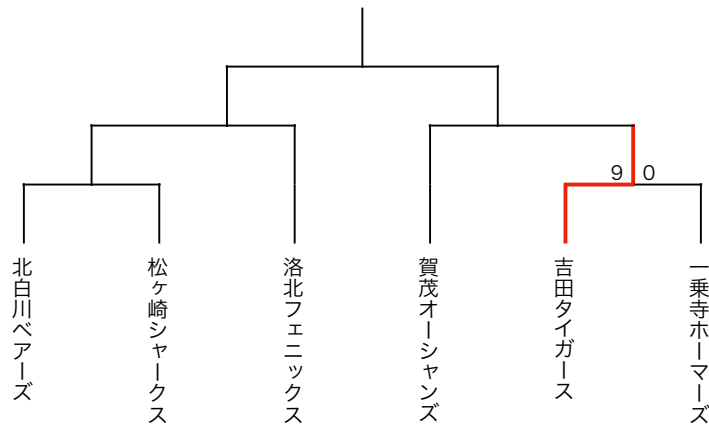 9 0
北白川ベアーズ
松ヶ崎シャークス
洛北フェニックス
賀茂オーシャンズ
吉田タイガース
一乗寺ホーマーズ